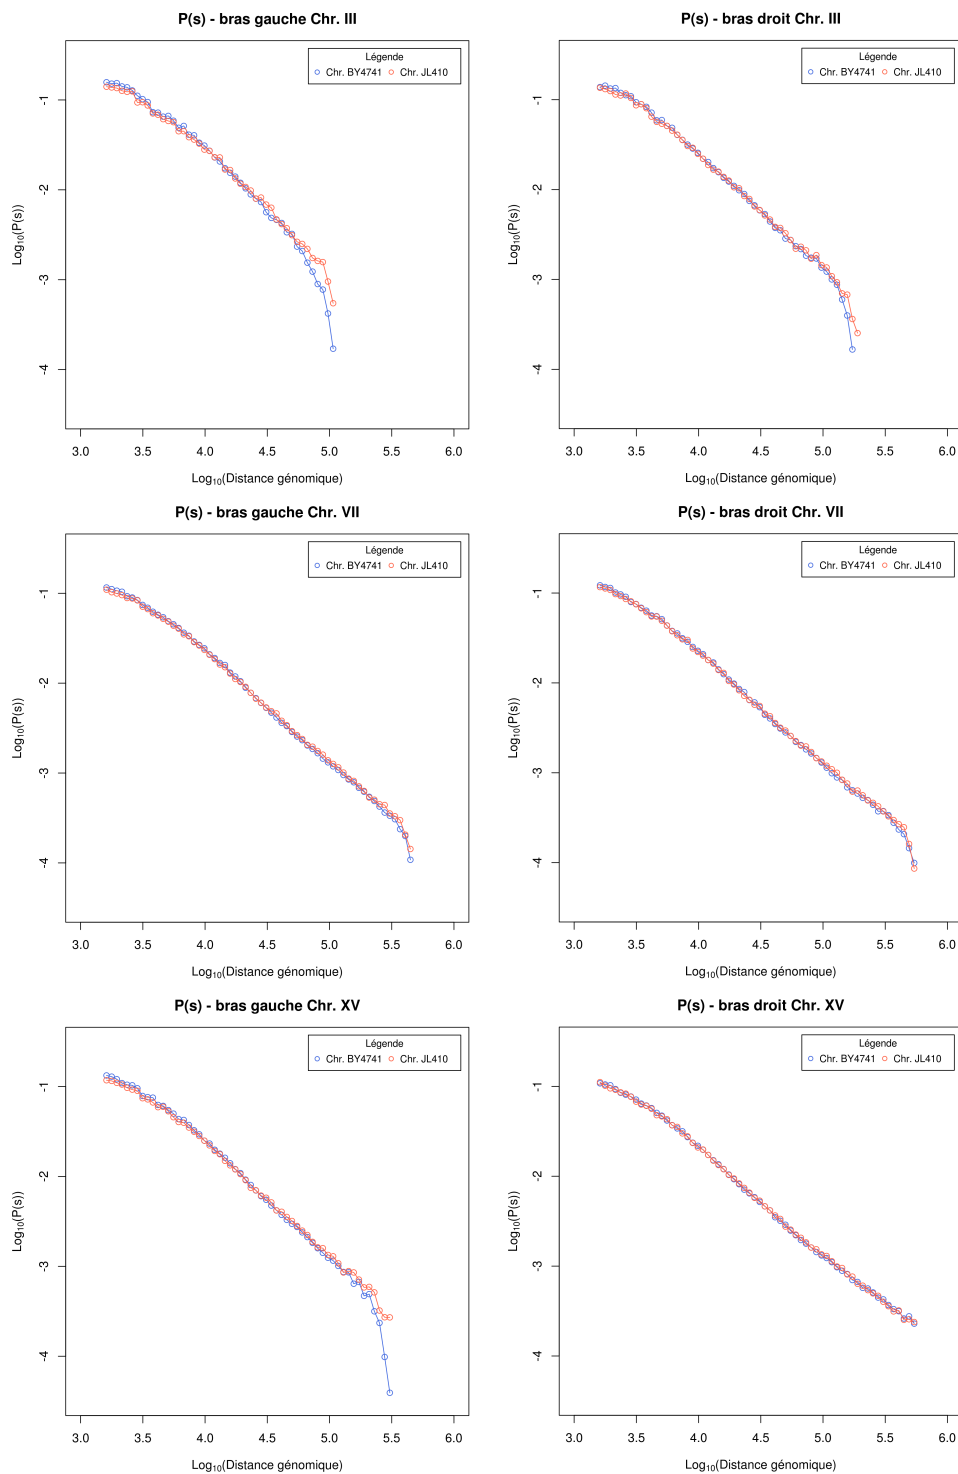 P(s) - bras gauche Chr. III
Légende
Chr. BY4741 Chr. JL410
Log10(P(s))
-1
-2
-3
-4
3.0 3.5 4.0 4.5 5.0 5.5 6.0
Log10(Distance génomique)
P(s) - bras droit Chr. III
Légende
Chr. BY4741 Chr. JL410
Log10(P(s))
-1
-2
-3
-4
3.0 3.5 4.0 4.5 5.0 5.5 6.0
Log10(Distance génomique)
P(s) - bras gauche Chr. VII
Légende
Chr. BY4741 Chr. JL410
Log10(P(s))
-1
-2
-3
-4
3.0 3.5 4.0 4.5 5.0 5.5 6.0
Log10(Distance génomique)
P(s) - bras droit Chr. VII
Légende
Chr. BY4741 Chr. JL410
Log10(P(s))
-1
-2
-3
-4
3.0 3.5 4.0 4.5 5.0 5.5 6.0
Log10(Distance génomique)
P(s) - bras gauche Chr. XV
Légende
Chr. BY4741 Chr. JL410
Log10(P(s))
-1
-2
-3
-4
3.0 3.5 4.0 4.5 5.0 5.5 6.0
Log10(Distance génomique)
P(s) - bras droit Chr. XV
Légende
Chr. BY4741 Chr. JL410
Log10(P(s))
-1
-2
-3
-4
3.0 3.5 4.0 4.5 5.0 5.5 6.0
Log10(Distance génomique)